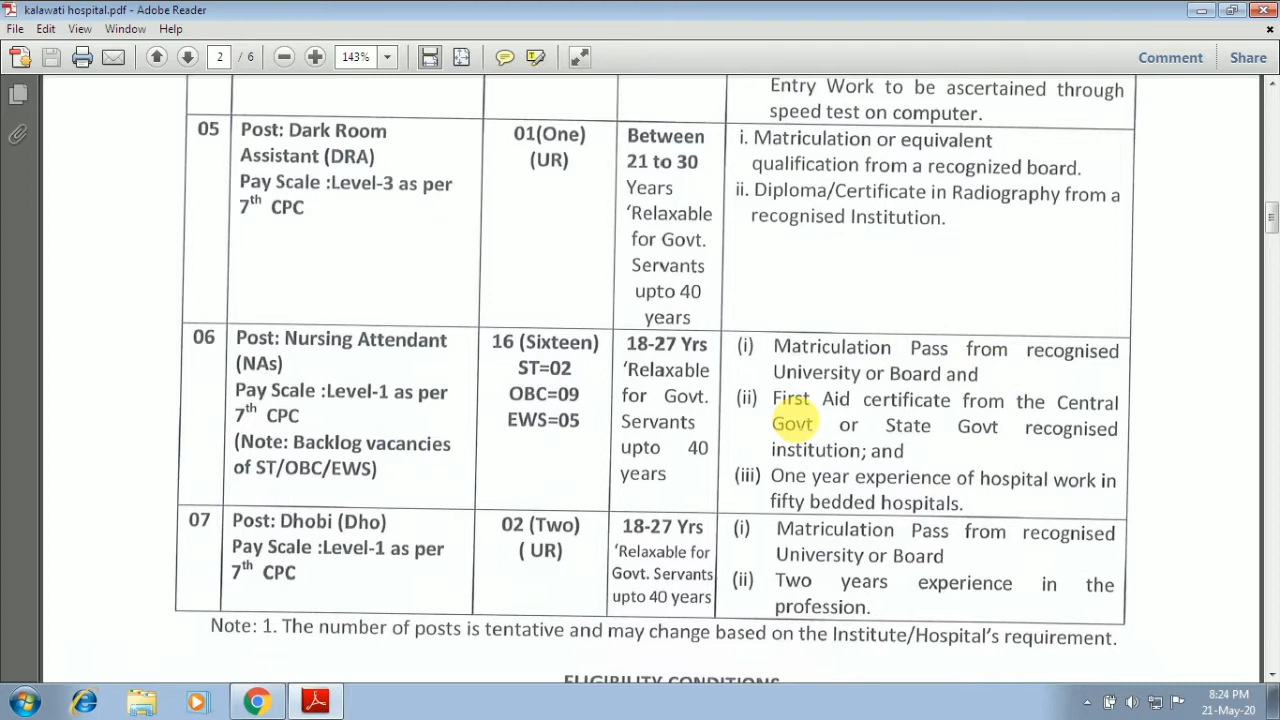 kalawati hospital.pdf - Adobe Reader
File Edit View Window Help
2 / 6 143% Comment Share
Entry Work to be ascertained through
speed test on computer.
05
Post: Dark Room
Assistant (DRA)
Pay Scale :Level-3 as per
7th CPC
01(One)
(UR)
Between
21 to 30
Years
‘Relaxable
for Govt.
Servants
upto 40
years
i. Matriculation or equivalent
qualification from a recognized board.
ii. Diploma/Certificate in Radiography from a
recognised Institution.
06
Post: Nursing Attendant
(NAs)
Pay Scale :Level-1 as per
7th CPC
(Note: Backlog vacancies
of ST/OBC/EWS)
16 (Sixteen)
ST=02
OBC=09
EWS=05
18-27 Yrs
‘Relaxable
for Govt.
Servants
upto 40
years
(i) Matriculation Pass from recognised
University or Board and
(ii) First Aid certificate from the Central
Govt or State Govt recognised
institution; and
(iii) One year experience of hospital work in
fifty bedded hospitals.
07
Post: Dhobi (Dho)
Pay Scale :Level-1 as per
7th CPC
02 (Two)
( UR)
18-27 Yrs
‘Relaxable for
Govt. Servants
upto 40 years
(i) Matriculation Pass from recognised
University or Board
(ii) Two years experience in the
profession.
Note: 1. The number of posts is tentative and may change based on the Institute/Hospital’s requirement.
ELIGIBILITY CONDITIONS
8:24 PM
21-May-20